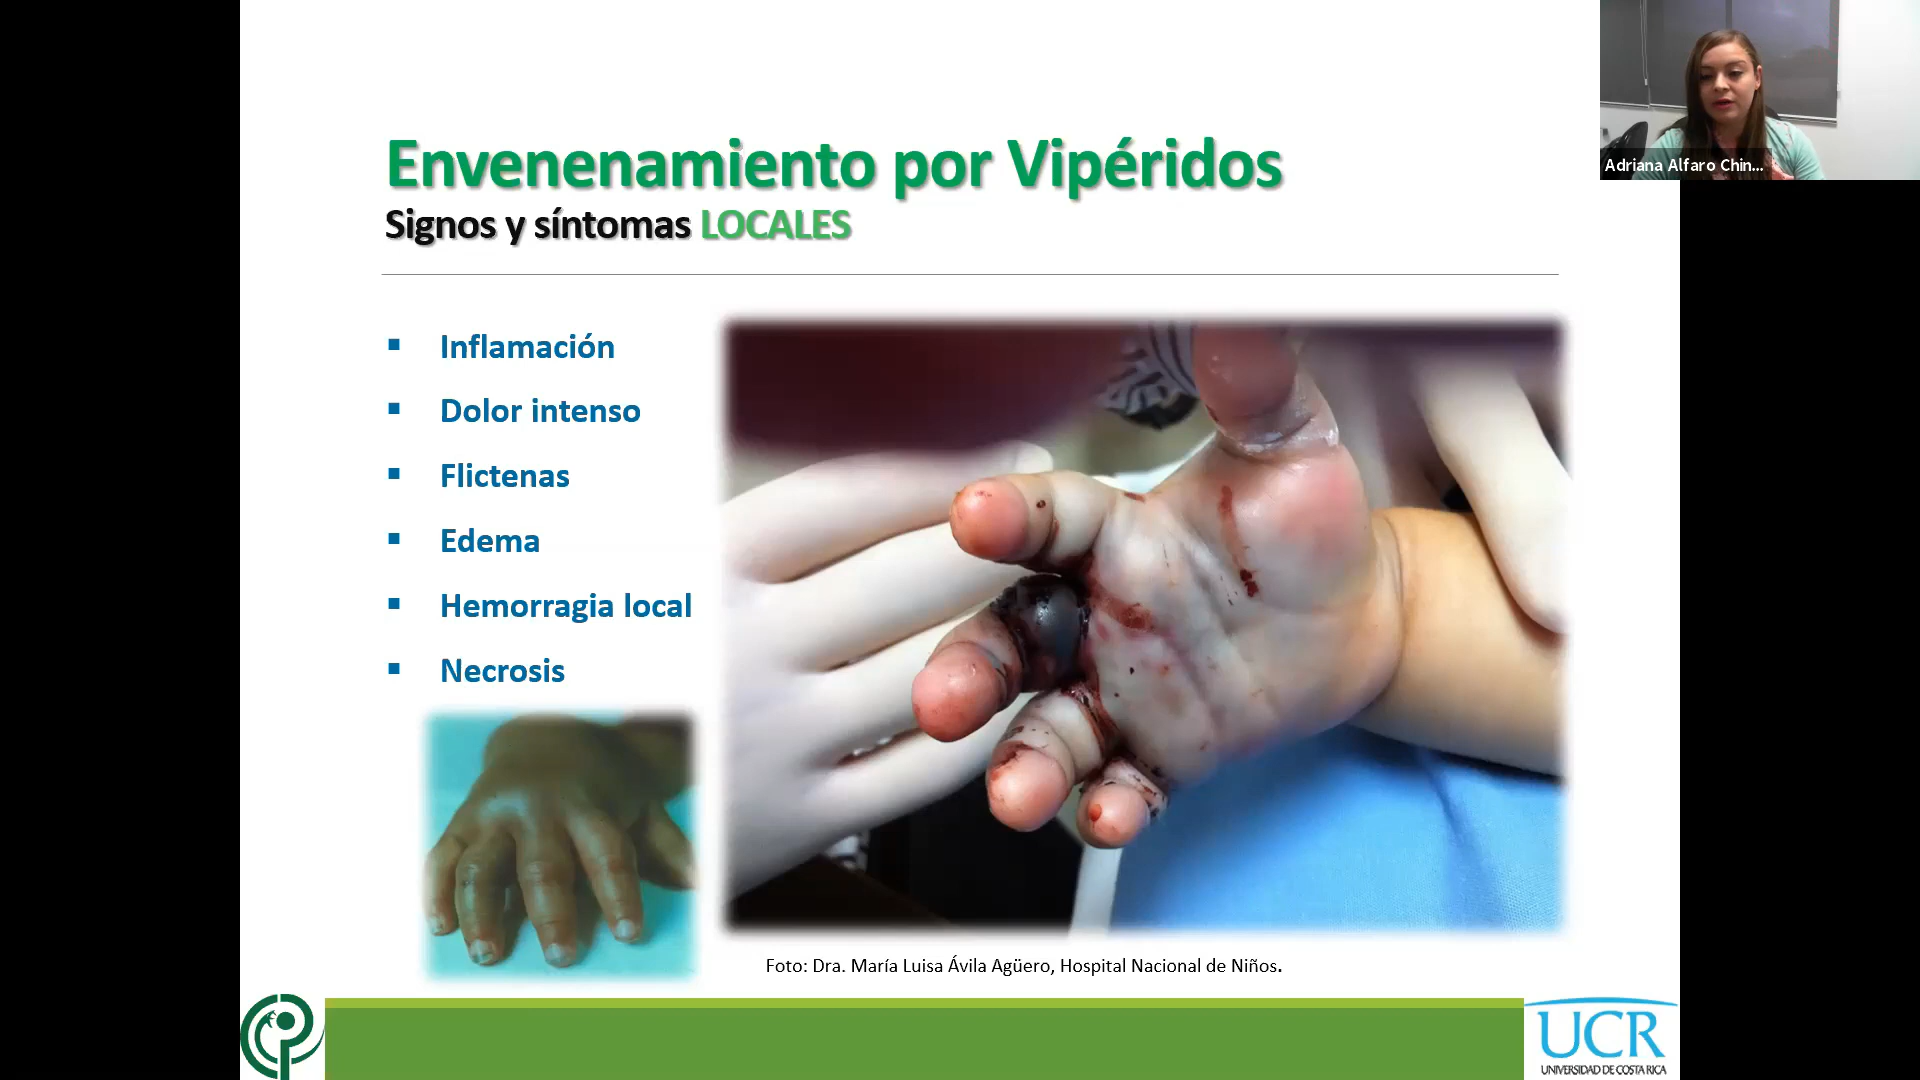 Envenenamiento por Vipéridos
Signos y síntomas LOCALES
Inflamación
Dolor intenso
Flictenas
Edema
Hemorragia local
Necrosis
Foto: Dra. María Luisa Ávila Agüero, Hospital Nacional de Niños.
Adriana Alfaro Chin...
UCR
UNIVERSIDAD DE COSTA RICA